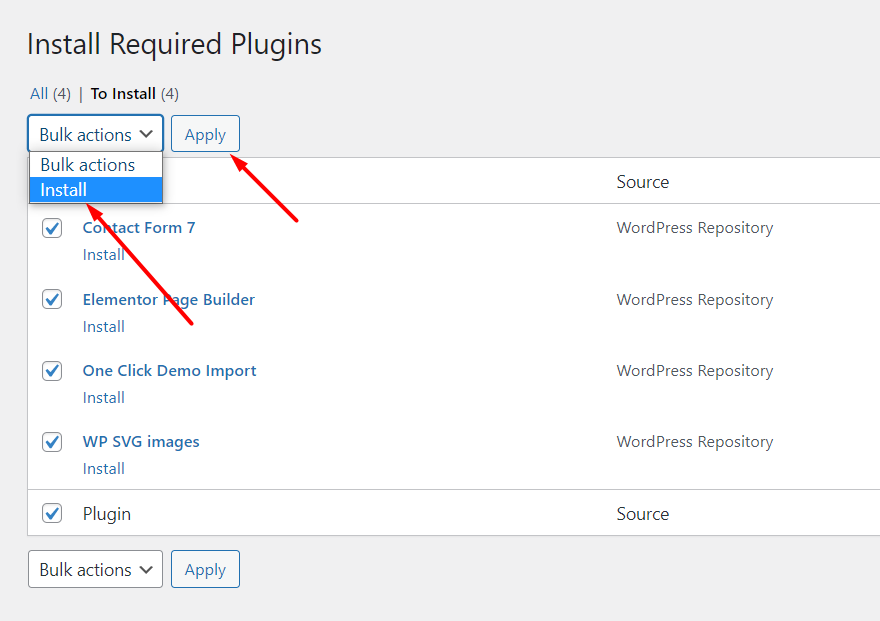 Install Required Plugins
All (4) | To Install (4)
Bulk actions Apply
Bulk actions
Install
Source
Contact Form 7 WordPress Repository
Install
Elementor Page Builder WordPress Repository
Install
One Click Demo Import WordPress Repository
Install
WP SVG images WordPress Repository
Install
Plugin Source
Bulk actions Apply